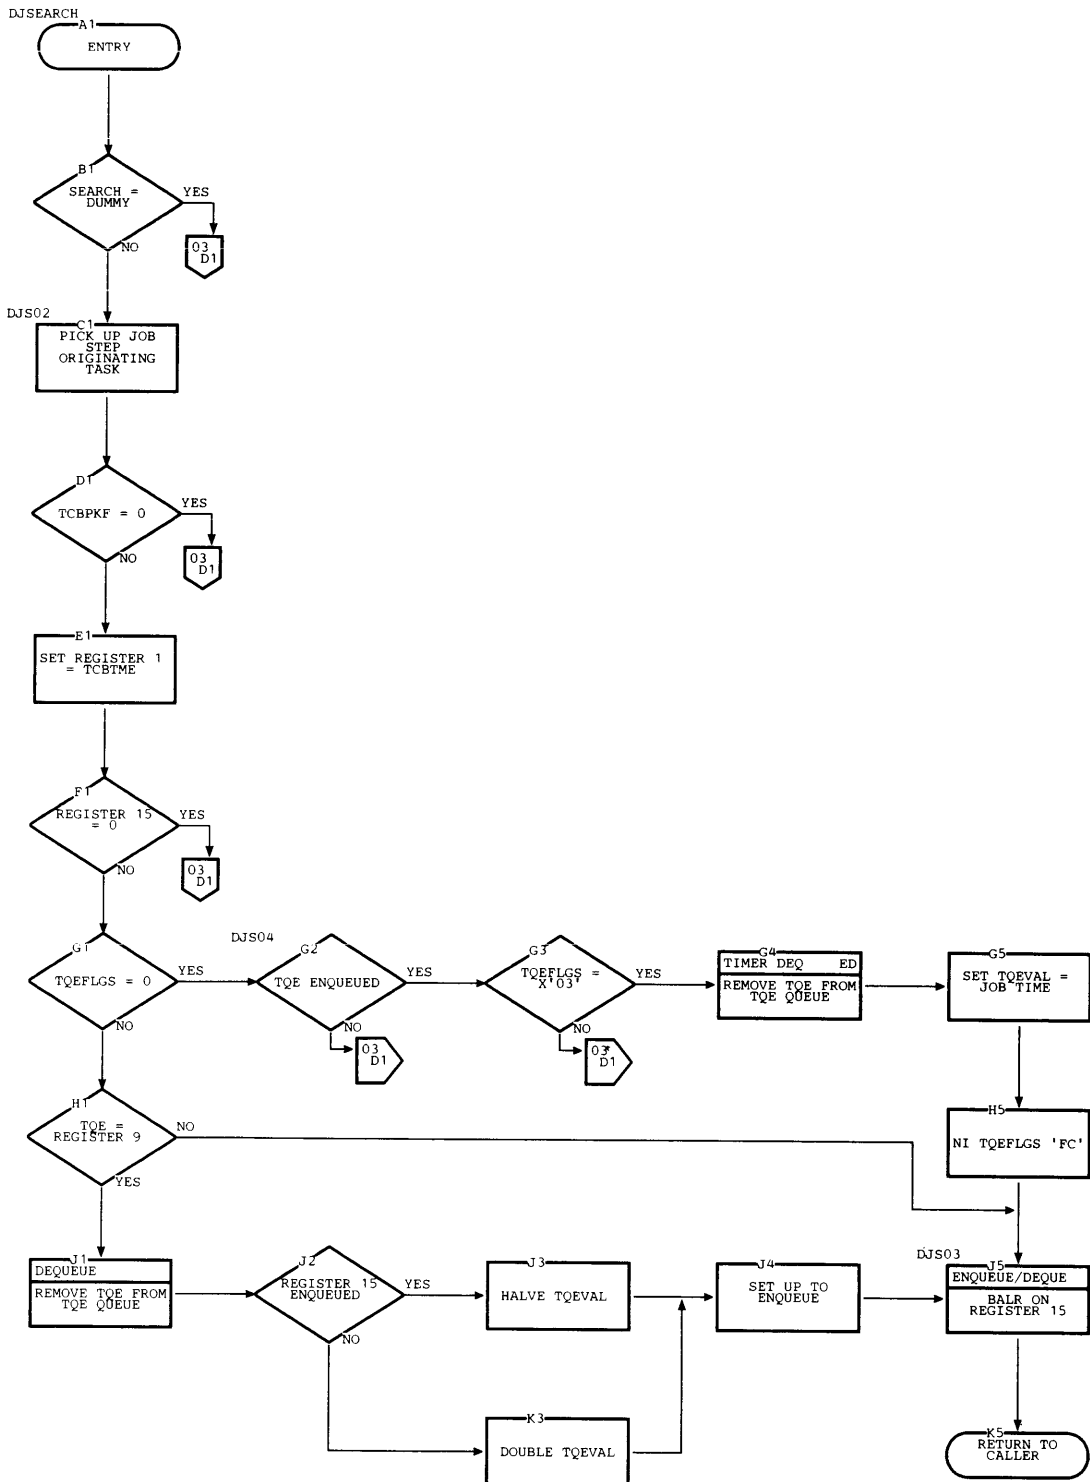 DJSEARCH
A1
ENTRY
B1
SEARCH =
DUMMY
YES
03
D1
NO
DJS02
C1
PICK UP JOB
STEP
ORIGINATING
TASK
D1
TCBPKF = 0
YES
03
D1
NO
E1
SET REGISTER 1
= TCBTME
F1
REGISTER 15
= 0
YES
03
D1
NO
G1
TQEFLGS = 0
YES
NO
DJS04
G2
TQE ENQUEUED
YES
NO
03
D1
G3
TQEFLGS =
X'03'
YES
NO
03
D1
G4
TIMER DEQ ED
REMOVE TQE FROM
TQE QUEUE
G5
SET TQEVAL =
JOB TIME
H1
TQE =
REGISTER 9
NO
YES
H5
NI TQEFLGS 'FC'
J1
DEQUEUE
REMOVE TQE FROM
TQE QUEUE
J2
REGISTER 15
ENQUEUED
YES
NO
J3
HALVE TQEVAL
J4
SET UP TO
ENQUEUE
DJS03
J5
ENQUEUE/DEQUE
BALR ON
REGISTER 15
K3
DOUBLE TQEVAL
K5
RETURN TO
CALLER